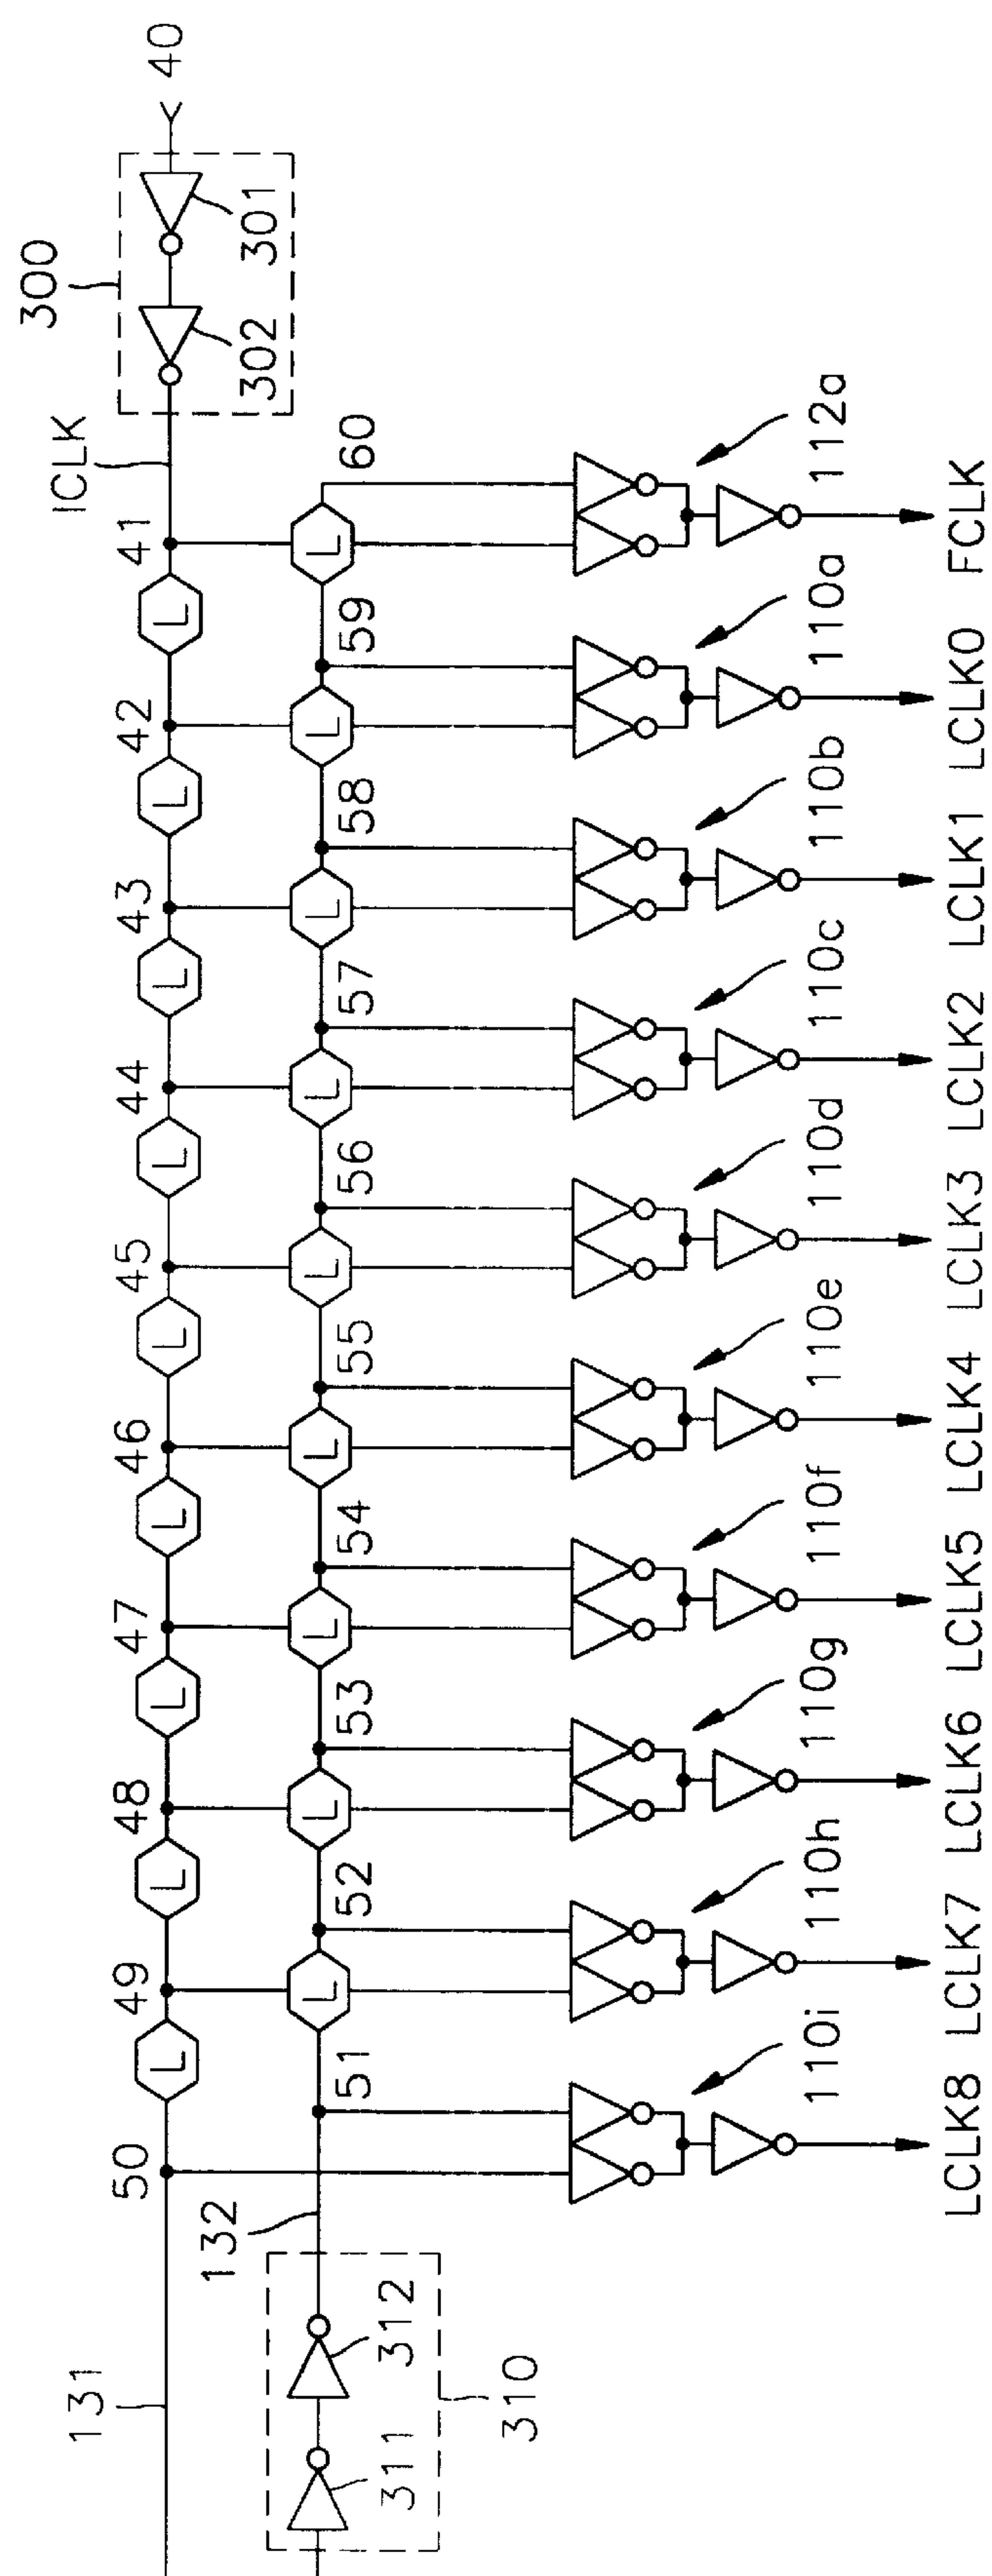 40
300
301
302
ICLK
41
42
43
44
45
46
47
48
49
50
131
L
L
L
L
L
L
L
L
L
60
59
58
57
56
55
54
53
52
51
132
L
L
L
L
L
L
L
L
L
311
312
310
112a
110a
110b
110c
110d
110e
110f
110g
110h
110i
FCLK
LCLK0
LCLK1
LCLK2
LCLK3
LCLK4
LCLK5
LCLK6
LCLK7
LCLK8